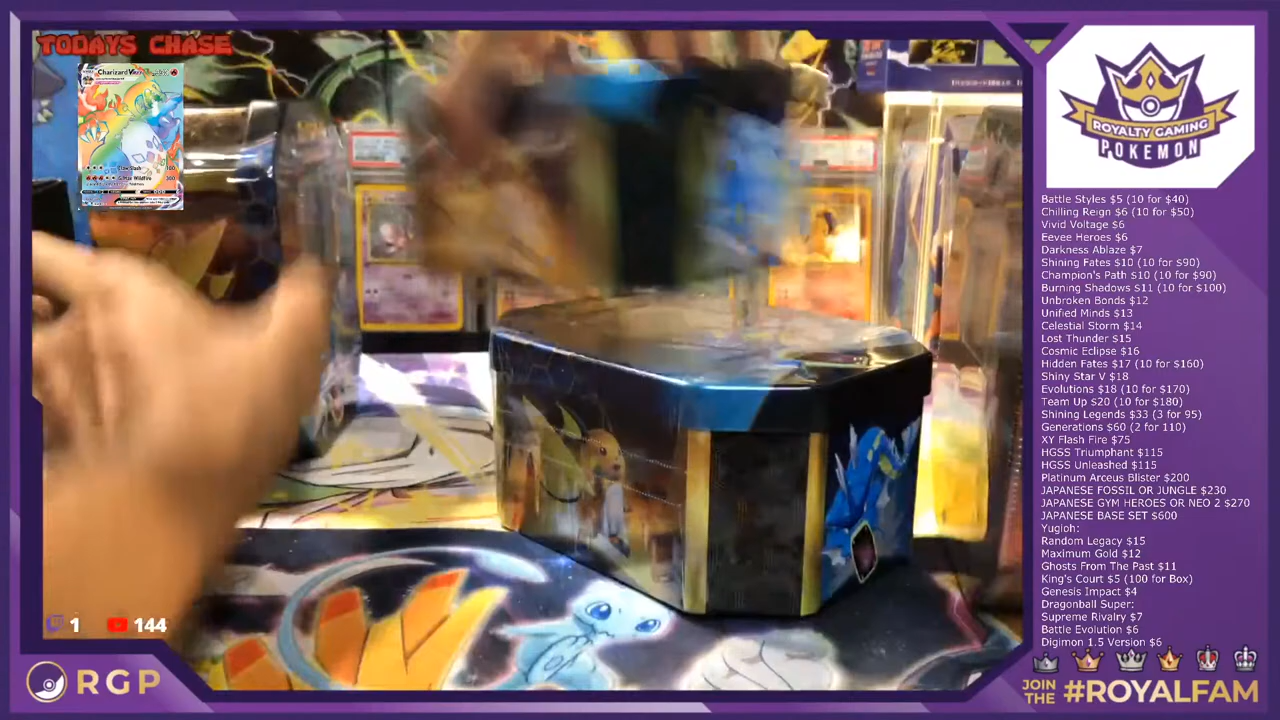 TODAYS CHASE
Charizard
Claw Slash 100
300
1
144
RGP
ROYALTY GAMING
POKEMON
Battle Styles $5 (10 for $40)
Chilling Reign $6 (10 for $50)
Vivid Voltage $6
Eevee Heroes $6
Darkness Ablaze $7
Shining Fates $10 (10 for $90)
Champion's Path $10 (10 for $90)
Burning Shadows $11 (10 for $100)
Unbroken Bonds $12
Unified Minds $13
Celestial Storm $14
Lost Thunder $15
Cosmic Eclipse $16
Hidden Fates $17 (10 for $160)
Shiny Star V $18
Evolutions $18 (10 for $170)
Team Up $20 (10 for $180)
Shining Legends $33 (3 for 95)
Generations $60 (2 for 110)
XY Flash Fire $75
HGSS Triumphant $115
HGSS Unleashed $115
Platinum Arceus Blister $200
JAPANESE FOSSIL OR JUNGLE $230
JAPANESE GYM HEROES OR NEO 2 $270
JAPANESE BASE SET $600
Yugioh:
Random Legacy $15
Maximum Gold $12
Ghosts From The Past $11
King's Court $5 (100 for Box)
Genesis Impact $4
Dragonball Super:
Supreme Rivalry $7
Battle Evolution $6
Digimon 1.5 Version $6
JOIN THE #ROYALFAM